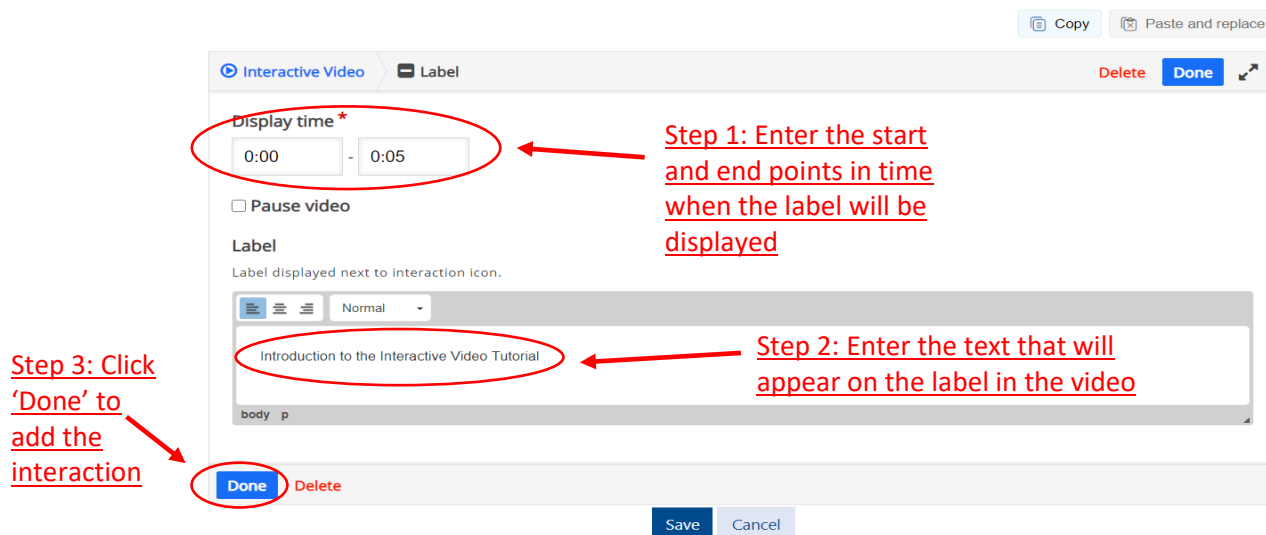 Copy Paste and replace
Interactive Video Label Delete Done
Display time *
0:00 - 0:05
Step 1: Enter the start
and end points in time
when the label will be
displayed
Pause video
Label
Label displayed next to interaction icon.
Normal
Introduction to the Interactive Video Tutorial
Step 2: Enter the text that will
appear on the label in the video
body p
Step 3: Click
‘Done’ to
add the
interaction
Done Delete
Save Cancel